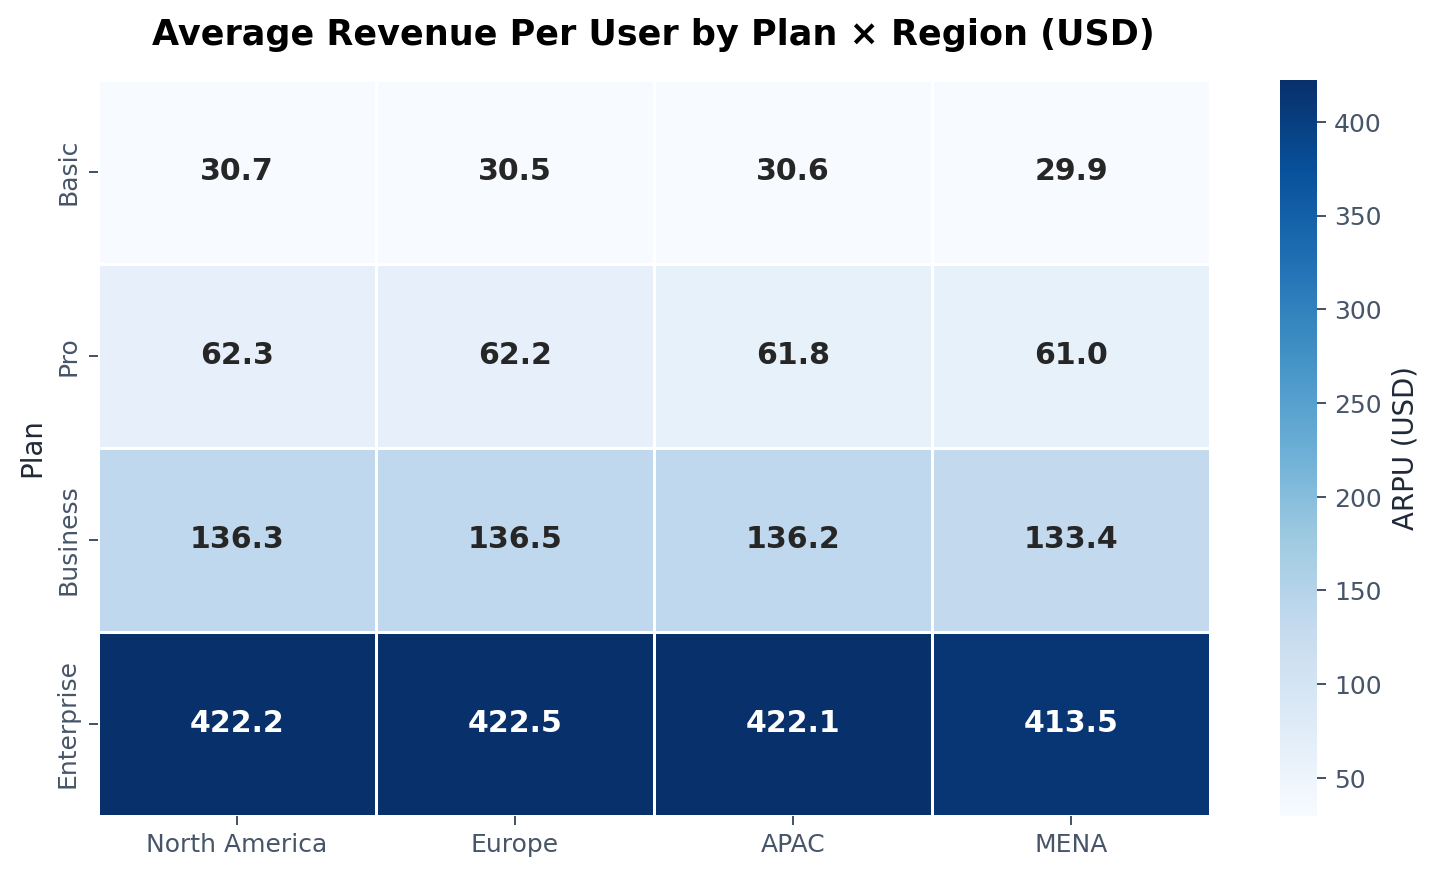 Average Revenue Per User by Plan × Region (USD)
Plan
Basic 30.7 30.5 30.6 29.9
Pro 62.3 62.2 61.8 61.0
Business 136.3 136.5 136.2 133.4
Enterprise 422.2 422.5 422.1 413.5
North America Europe APAC MENA
400
350
300
250
200
150
100
50
ARPU (USD)